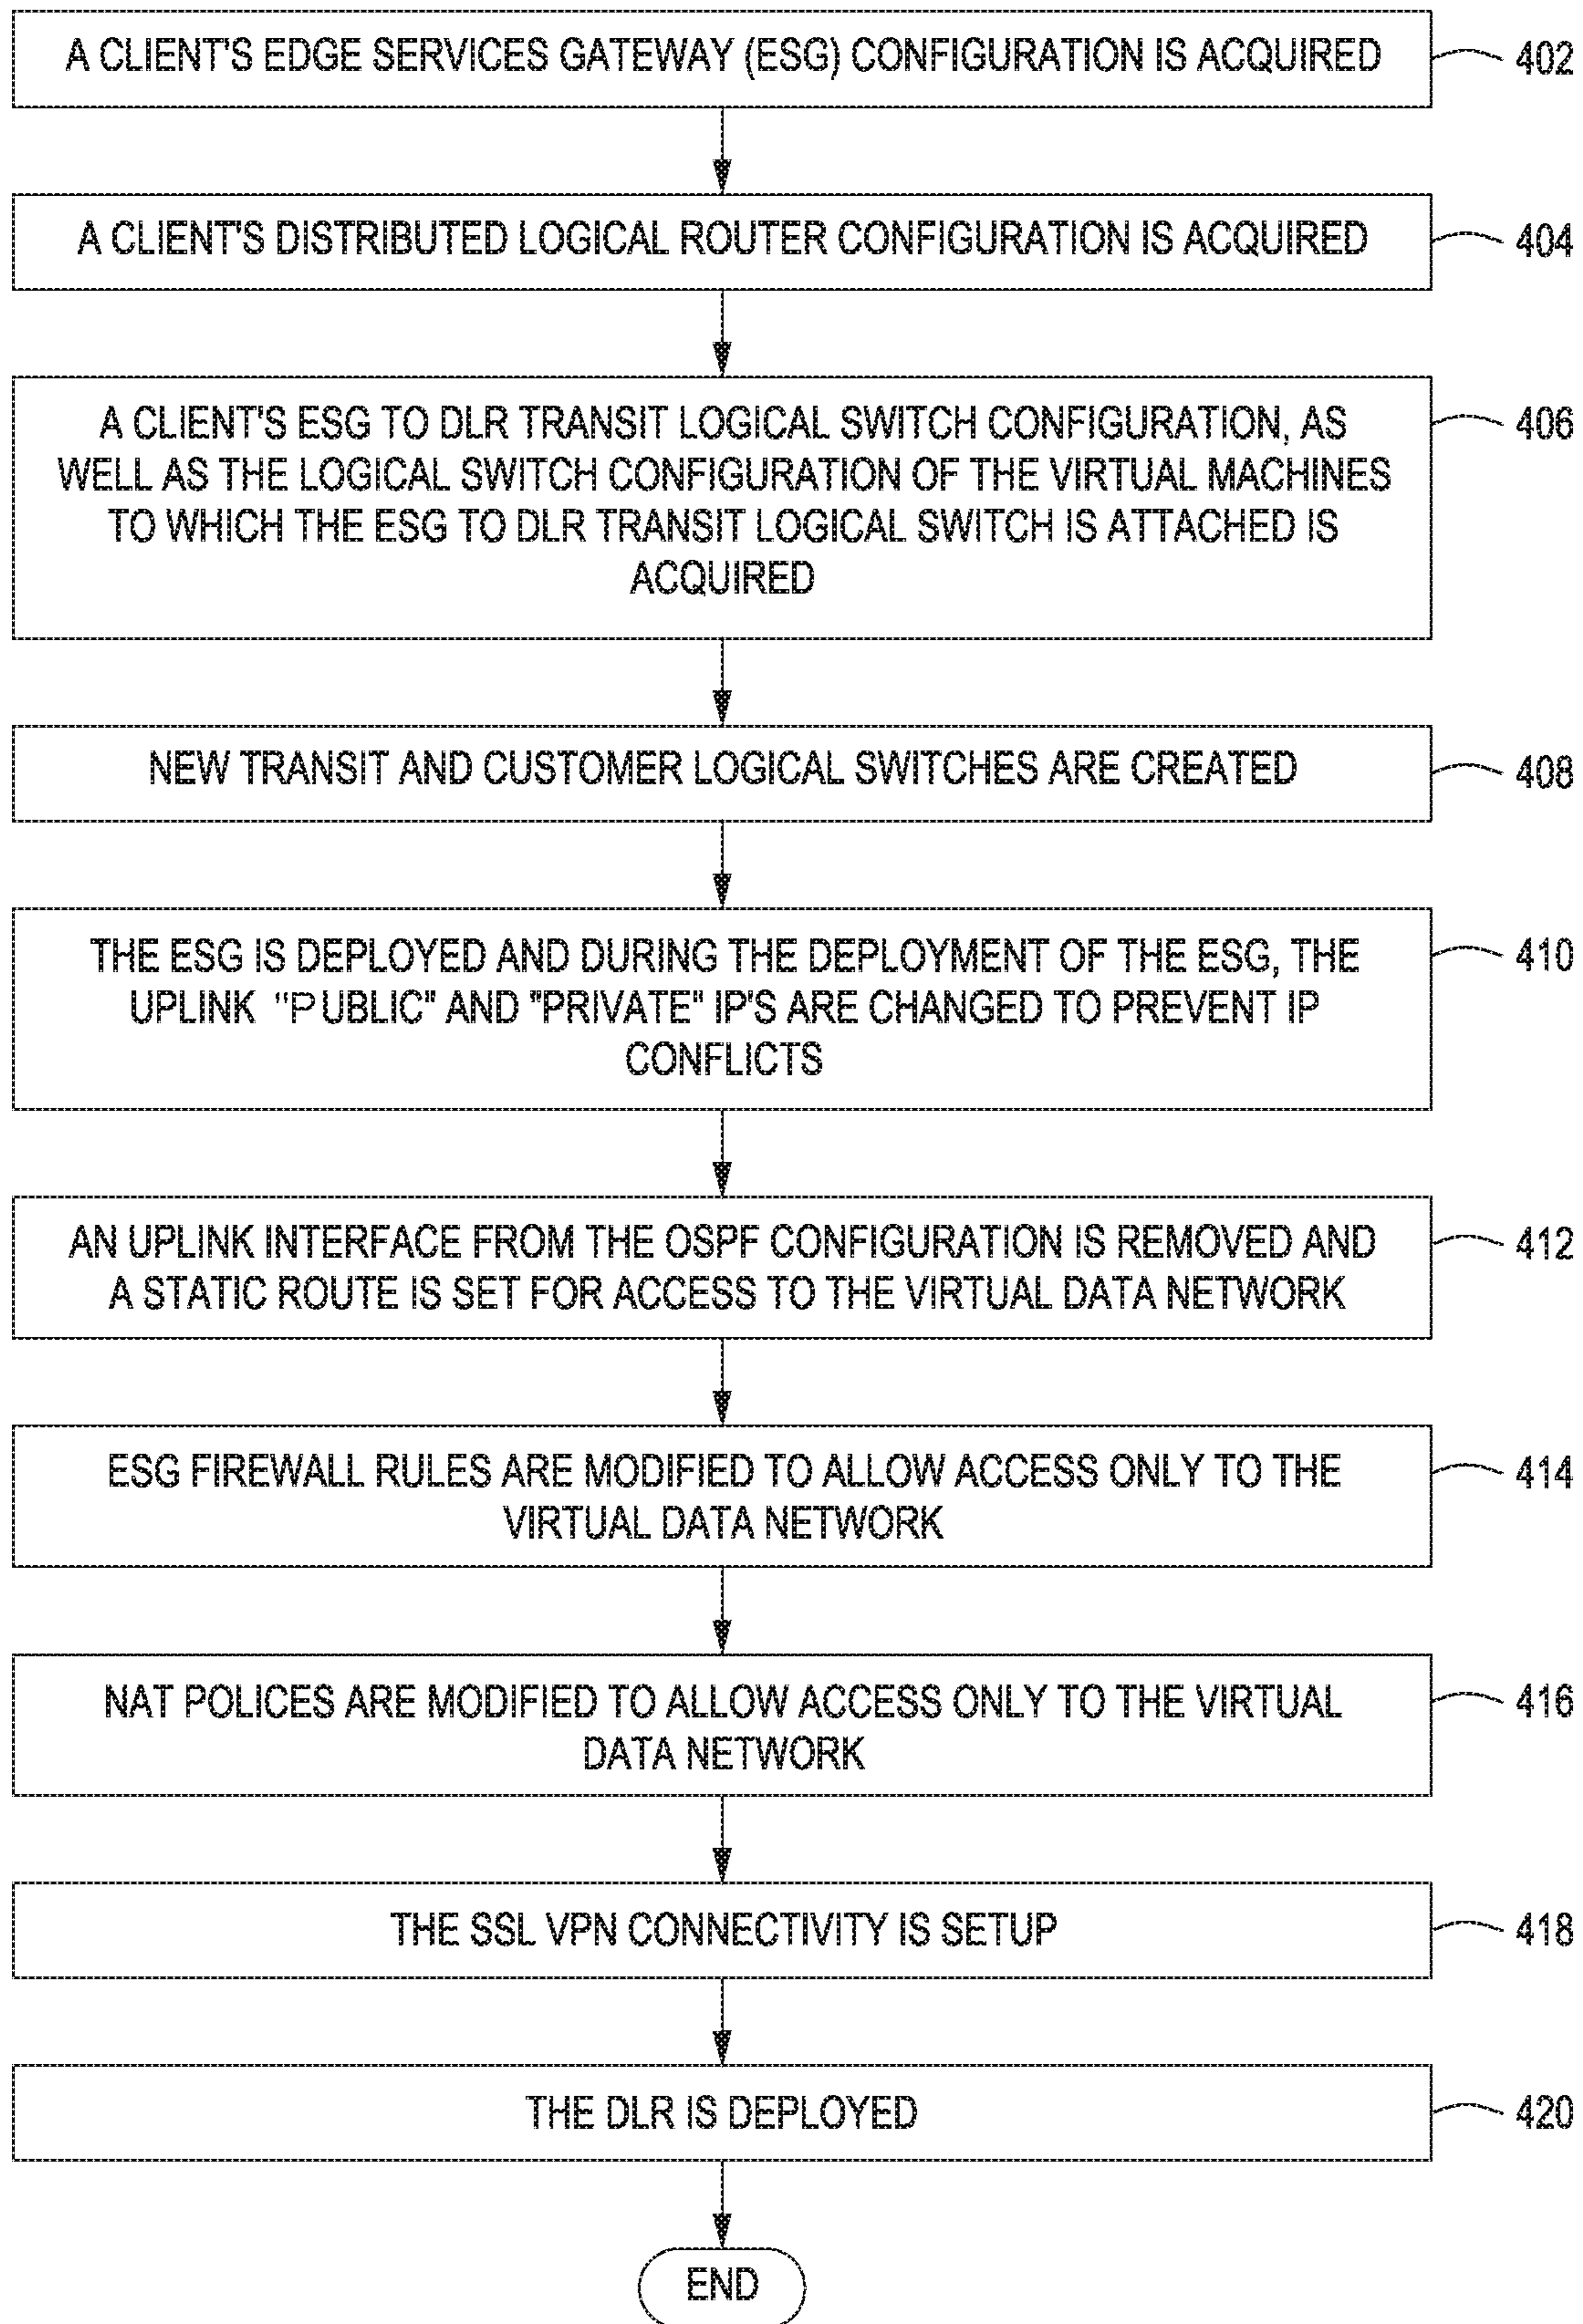 A CLIENT'S EDGE SERVICES GATEWAY (ESG) CONFIGURATION IS ACQUIRED
402
A CLIENT'S DISTRIBUTED LOGICAL ROUTER CONFIGURATION IS ACQUIRED
404
A CLIENT'S ESG TO DLR TRANSIT LOGICAL SWITCH CONFIGURATION, AS
WELL AS THE LOGICAL SWITCH CONFIGURATION OF THE VIRTUAL MACHINES
TO WHICH THE ESG TO DLR TRANSIT LOGICAL SWITCH IS ATTACHED IS
ACQUIRED
406
NEW TRANSIT AND CUSTOMER LOGICAL SWITCHES ARE CREATED
408
THE ESG IS DEPLOYED AND DURING THE DEPLOYMENT OF THE ESG, THE
UPLINK “PUBLIC" AND "PRIVATE" IP'S ARE CHANGED TO PREVENT IP
CONFLICTS
410
AN UPLINK INTERFACE FROM THE OSPF CONFIGURATION IS REMOVED AND
A STATIC ROUTE IS SET FOR ACCESS TO THE VIRTUAL DATA NETWORK
412
ESG FIREWALL RULES ARE MODIFIED TO ALLOW ACCESS ONLY TO THE
VIRTUAL DATA NETWORK
414
NAT POLICES ARE MODIFIED TO ALLOW ACCESS ONLY TO THE VIRTUAL
DATA NETWORK
416
THE SSL VPN CONNECTIVITY IS SETUP
418
THE DLR IS DEPLOYED
420
END